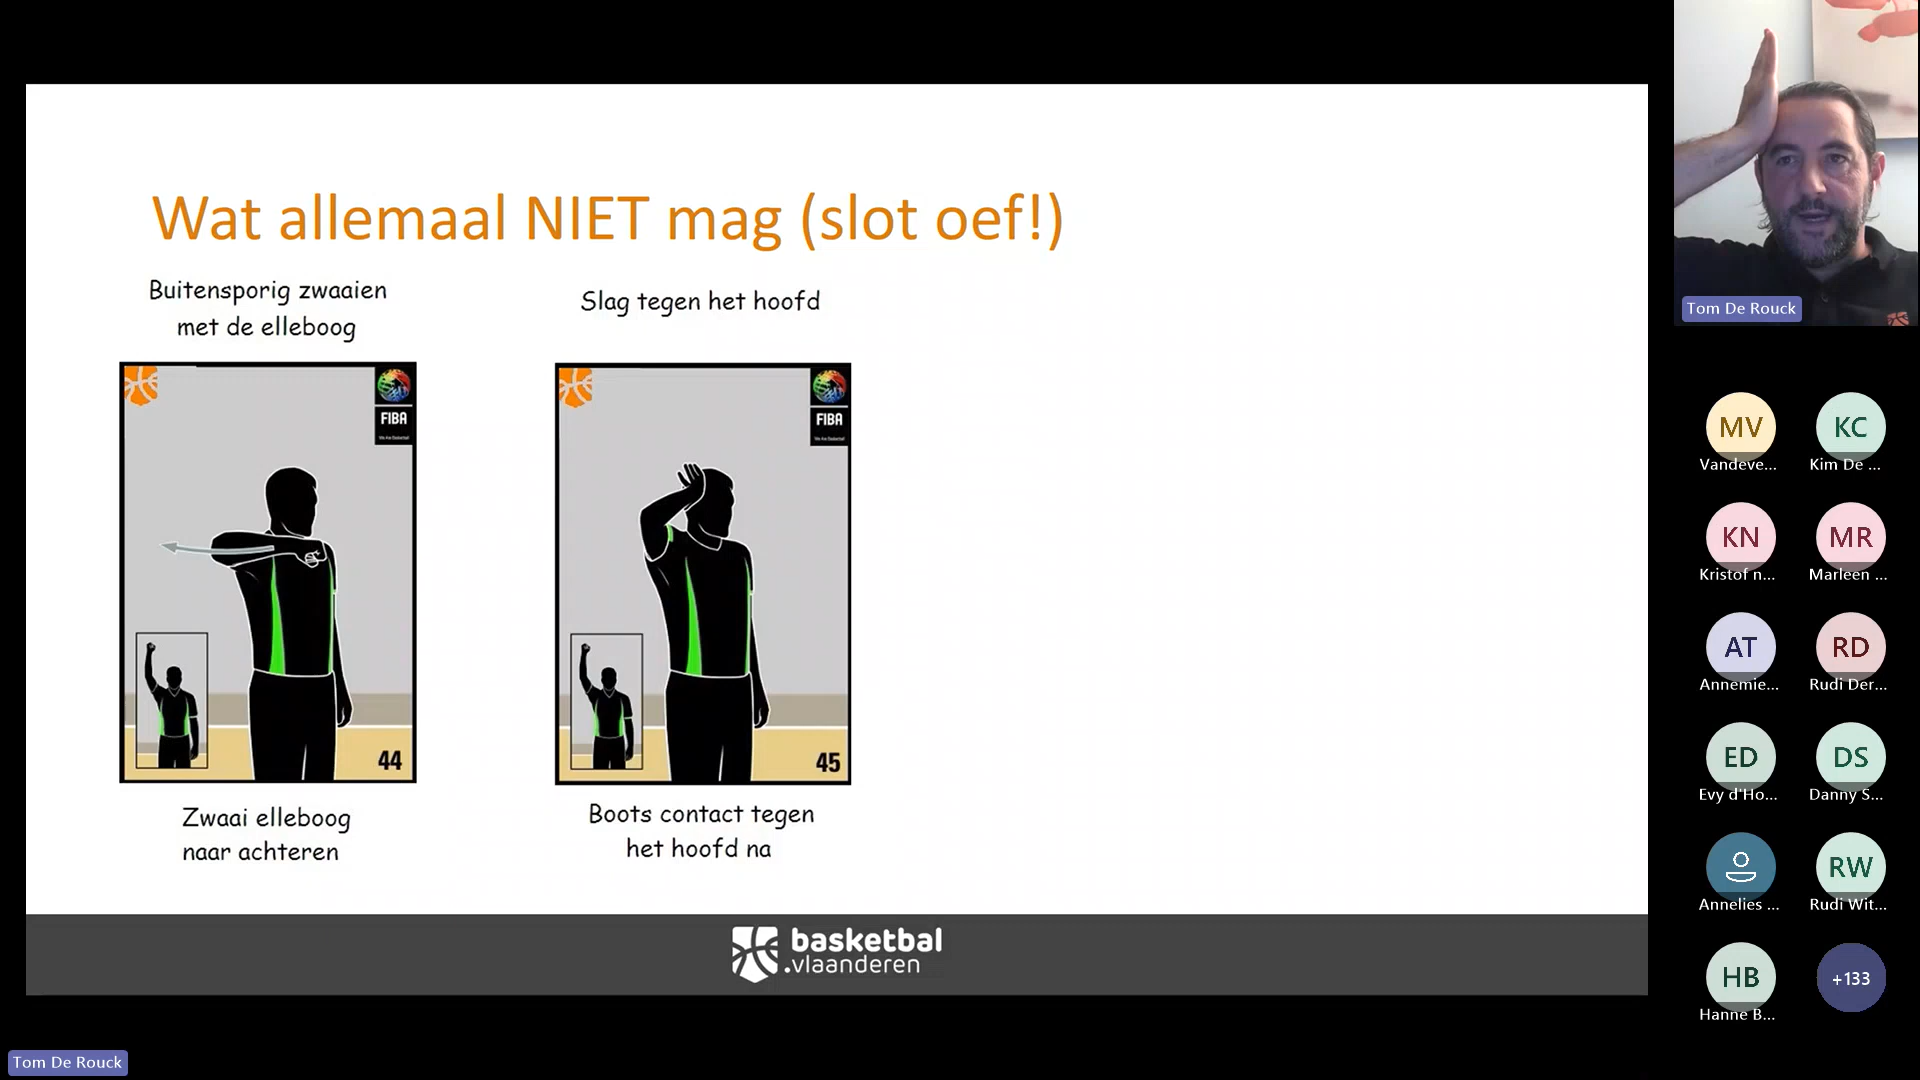 Wat allemaal NIET mag (slot oef!)
Buitensporig zwaaien
met de elleboog
Slag tegen het hoofd
FIBA
44
FIBA
45
Zwaai elleboog
naar achteren
Boots contact tegen
het hoofd na
basketbal
.vlaanderen
Tom De Rouck
MV
Vandeve...
KC
Kim De ...
KN
Kristof n...
MR
Marleen ...
AT
Annemie...
RD
Rudi Der...
ED
Evy d'Ho...
DS
Danny S...
Annelies ...
RW
Rudi Wit...
HB
Hanne B...
+133
Tom De Rouck